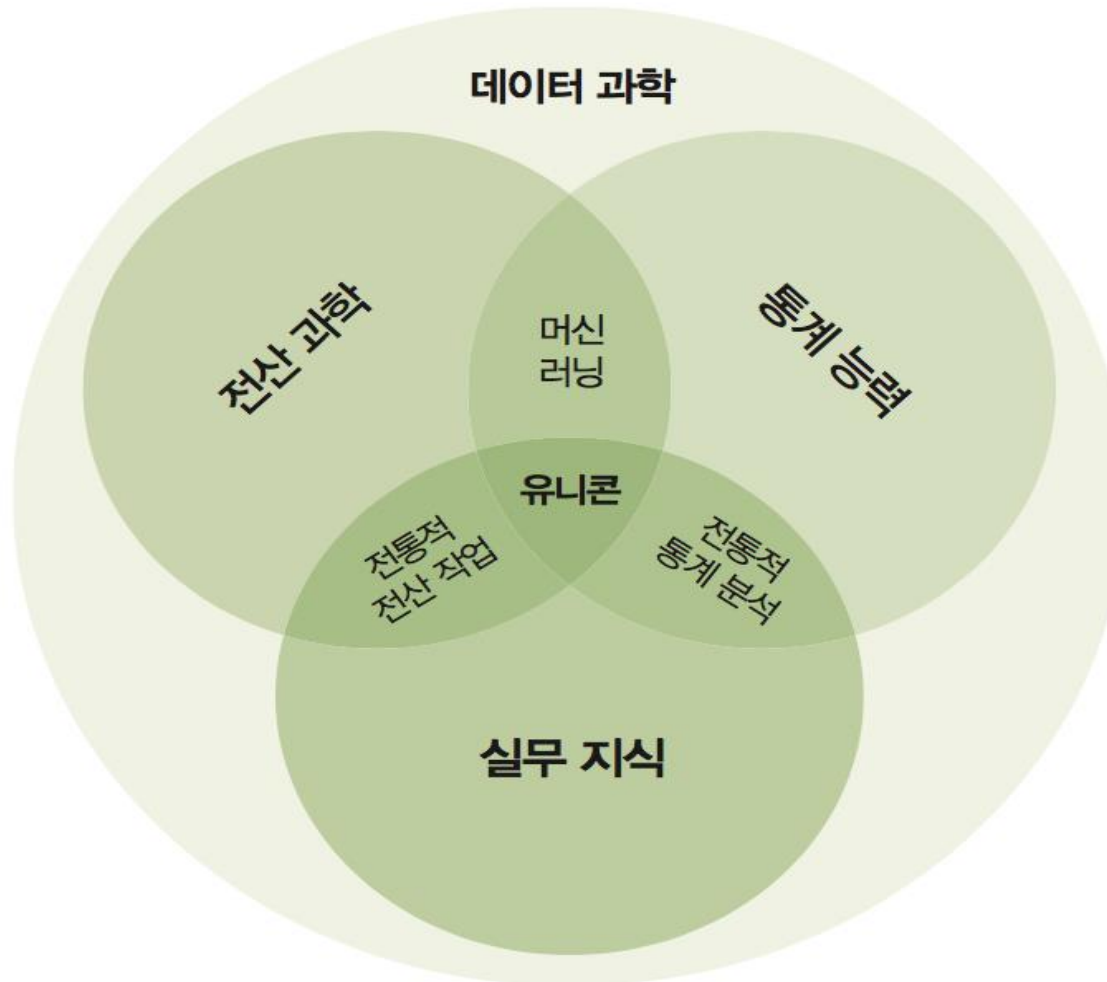 데이터 과학
전산 과학
통계 능력
머신
러닝
유니콘
전통적
전산 작업
전통적
통계 분석
실무 지식